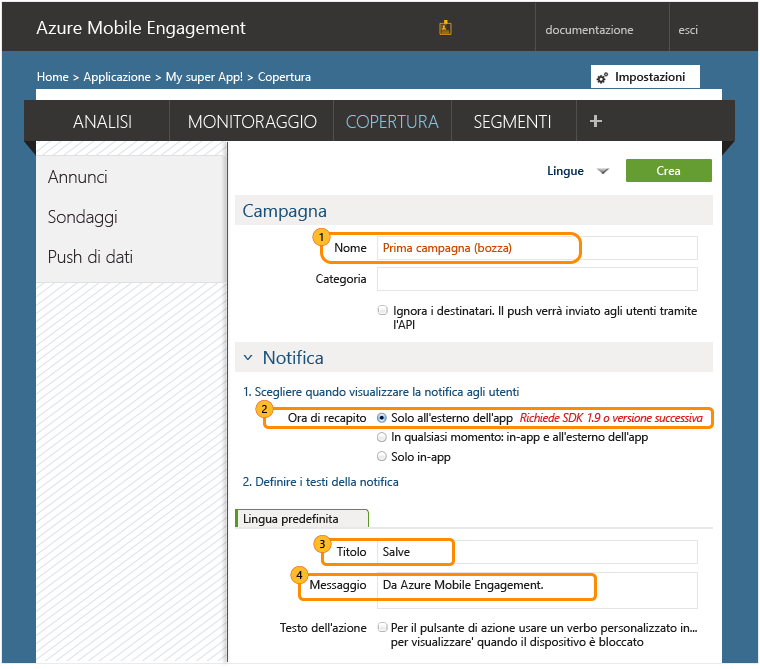 Azure Mobile Engagement
documentazione
esci
Home > Applicazione > My super App! > Copertura
Impostazioni
ANALISI
MONITORAGGIO
COPERTURA
SEGMENTI
+
Annunci
Sondaggi
Push di dati
Lingue
Crea
Campagna
1
Nome Prima campagna (bozza)
Categoria
Ignora i destinatari. Il push verrà inviato agli utenti tramite
l'API
Notifica
1. Scegliere quando visualizzare la notifica agli utenti
2
Ora di recapito Solo all'esterno dell'app Richiede SDK 1.9 o versione successiva
In qualsiasi momento: in-app e all'esterno dell'app
Solo in-app
2. Definire i testi della notifica
Lingua predefinita
3
Titolo Salve
4
Messaggio Da Azure Mobile Engagement.
Testo dell'azione Per il pulsante di azione usare un verbo personalizzato in...
per visualizzare' quando il dispositivo è bloccato